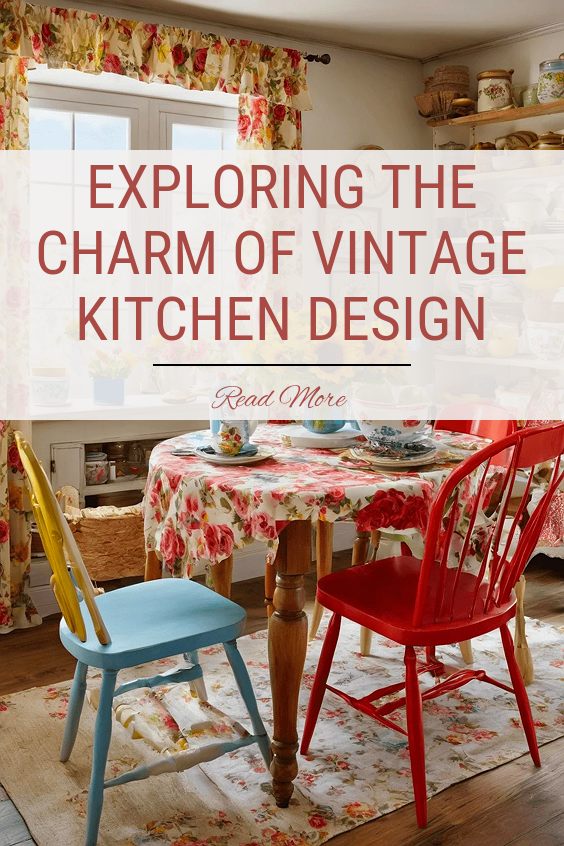 EXPLORING THE
CHARM OF VINTAGE
KITCHEN DESIGN
Read More